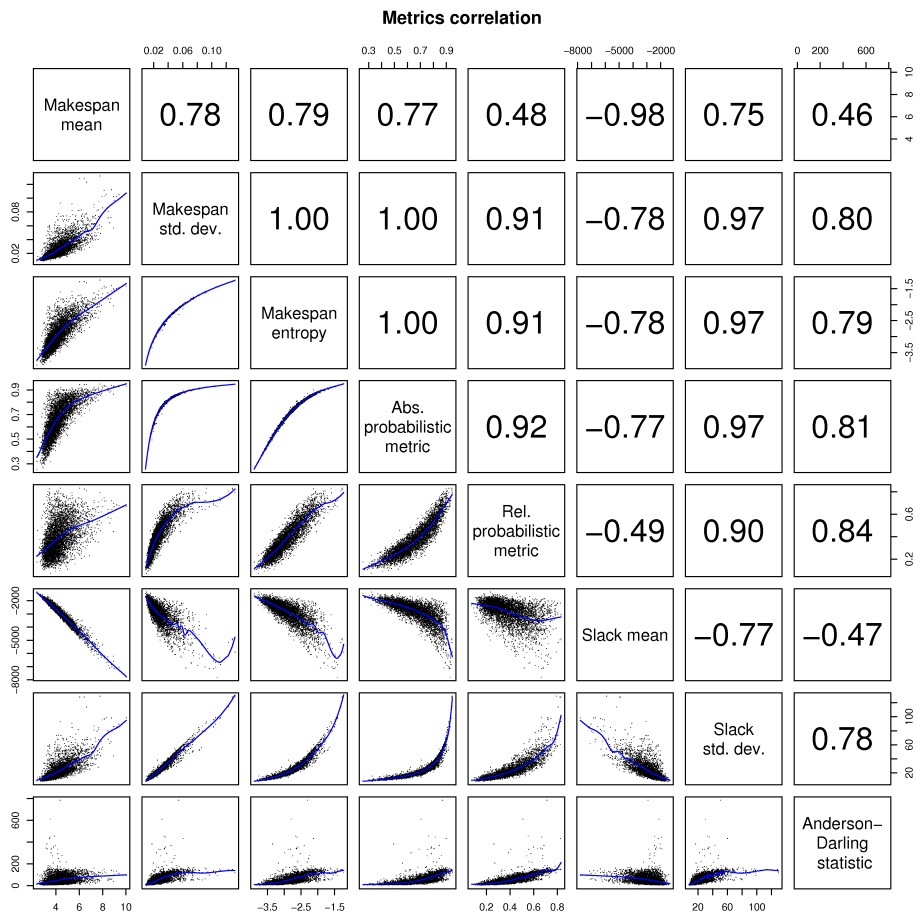 Metrics correlation
0.02 0.06 0.10
0.3 0.5 0.7 0.9
−8000 −5000 −2000
0 200 600
Makespan
mean
0.78
0.79
0.77
0.48
−0.98
0.75
0.46
4 6 8 10
0.02 0.08
Makespan
std. dev.
1.00
1.00
0.91
−0.78
0.97
0.80
Makespan
entropy
1.00
0.91
−0.78
0.97
0.79
−3.5 −2.5 −1.5
0.3 0.5 0.7 0.9
Abs.
probabilistic
metric
0.92
−0.77
0.97
0.81
Rel.
probabilistic
metric
−0.49
0.90
0.84
0.2 0.6
−8000 −5000 −2000
Slack mean
−0.77
−0.47
Slack
std. dev.
0.78
20 60 100
0 200 600
Anderson−
Darling
statistic
4 6 8 10
−3.5 −2.5 −1.5
0.2 0.4 0.6 0.8
20 60 100